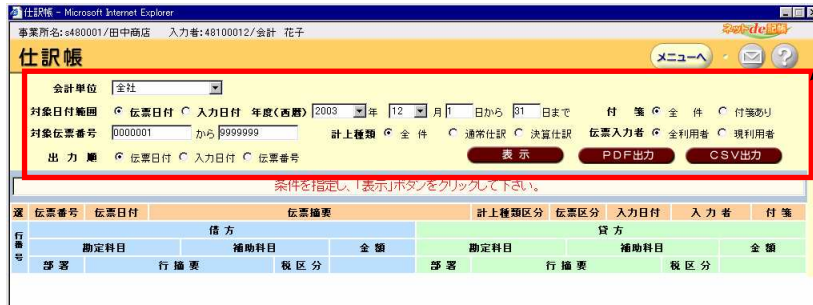 仕訳帳 - Microsoft Internet Explorer
事業所名:s480001/田中商店 入力者:48100012/会計 花子 ネットde記帳
仕訳帳 メニューへ ?
会計単位 全社
対象日付範囲 伝票日付 入力日付 年度(西暦) 2003 年 12 月 1 日から 31 日まで 付 箋 全 件 付箋あり
対象伝票番号 0000001 から 9999999 計上種類 全 件 通常仕訳 決算仕訳 伝票入力者 全利用者 現利用者
出 力 順 伝票日付 入力日付 伝票番号 表 示 PDF出力 CSV出力
条件を指定し、「表示」ボタンをクリックして下さい。
選 伝票番号 伝票日付 伝票摘要 計上種類区分 伝票区分 入力日付 入 力 者 付 箋
行番号 借 方 貸 方
勘定科目 補助科目 金 額 勘定科目 補助科目 金 額
部 署 行 摘 要 税 区 分 部 署 行 摘 要 税 区 分